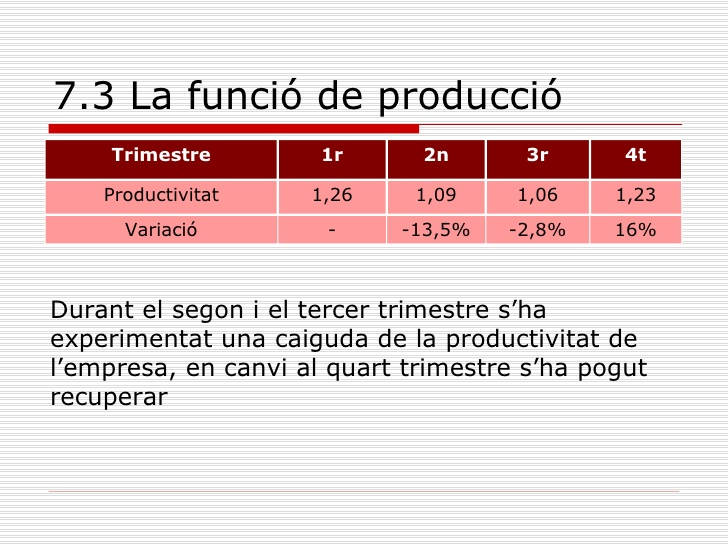 7.3 La funció de producció
Trimestre 1r 2n 3r 4t
Productivitat 1,26 1,09 1,06 1,23
Variació - -13,5% -2,8% 16%
Durant el segon i el tercer trimestre s’ha
experimentat una caiguda de la productivitat de
l’empresa, en canvi al quart trimestre s’ha pogut
recuperar